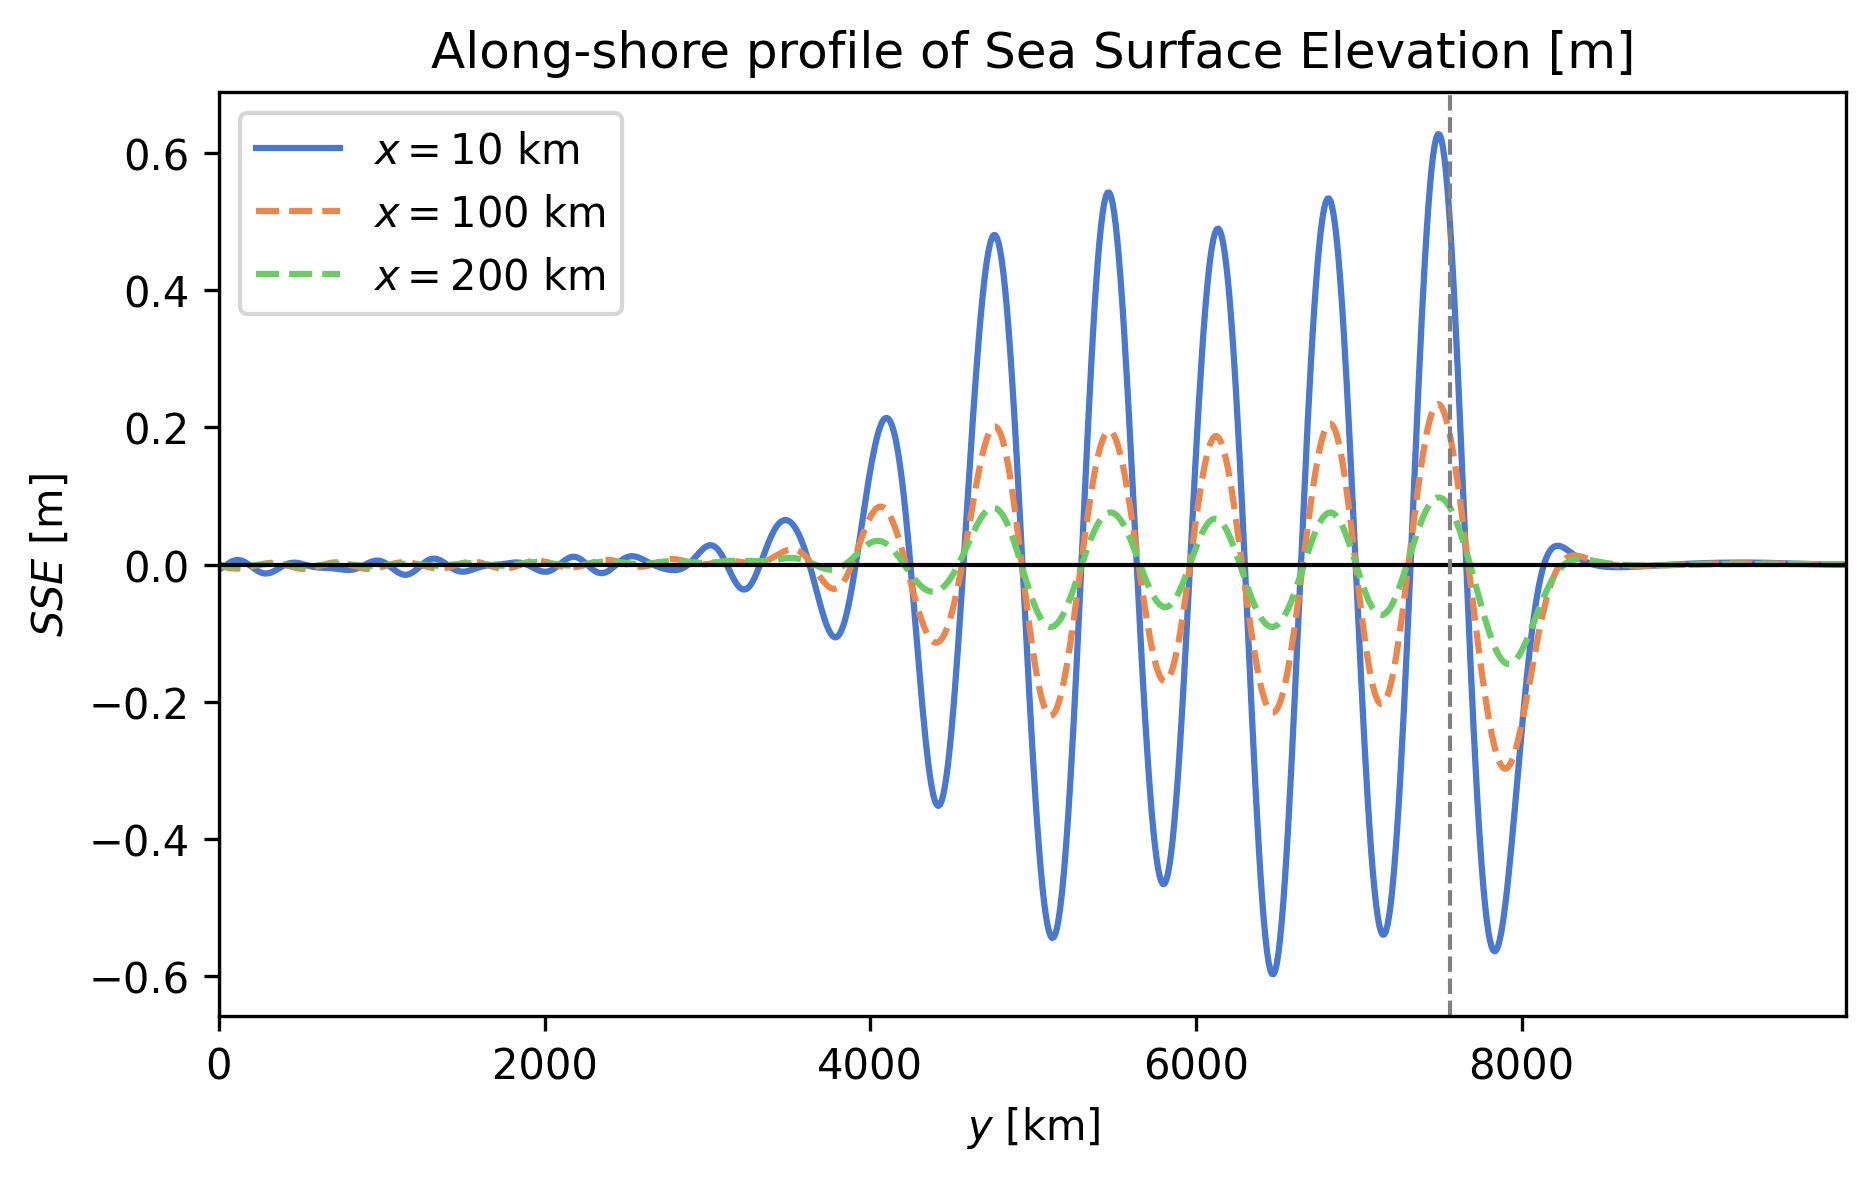 Along-shore profile of Sea Surface Elevation [m]
x = 10 km
x = 100 km
x = 200 km
0.6
0.4
0.2
0.0
−0.2
−0.4
−0.6
SSE [m]
0 2000 4000 6000 8000
y [km]